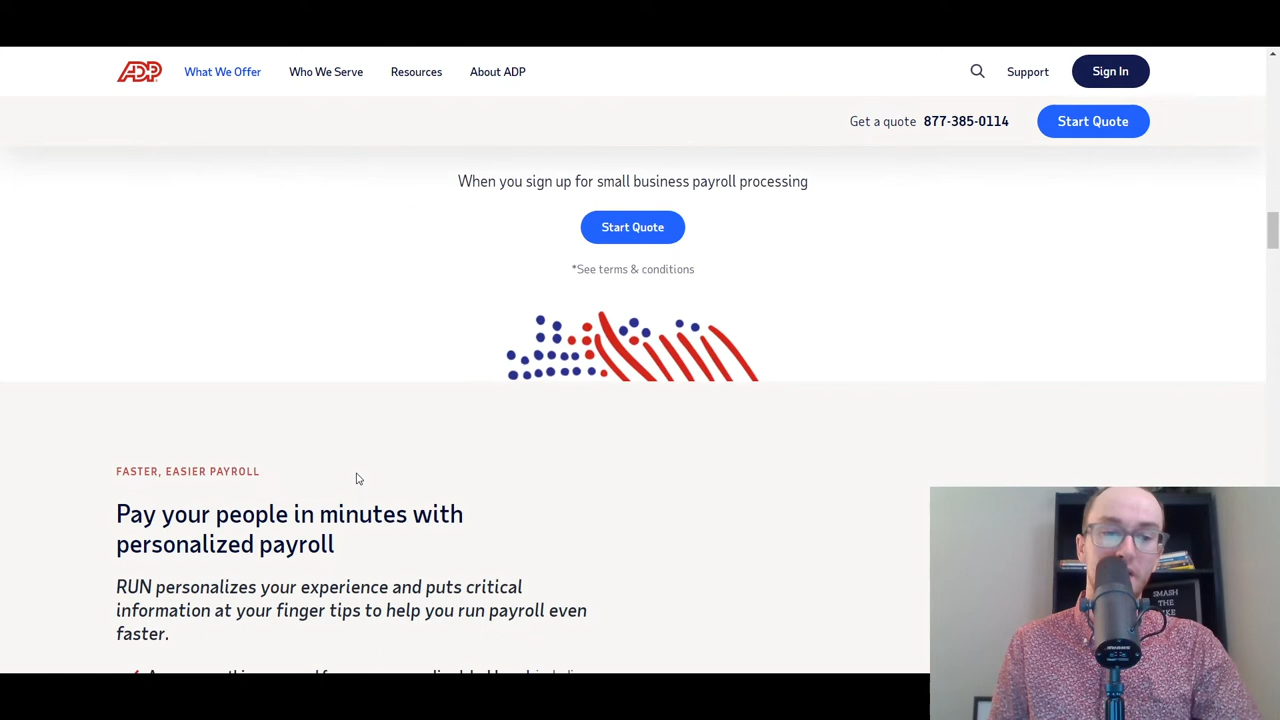 ADP What We Offer Who We Serve Resources About ADP Support Sign In
Get a quote 877-385-0114 Start Quote
When you sign up for small business payroll processing
Start Quote
*See terms & conditions
FASTER, EASIER PAYROLL
Pay your people in minutes with
personalized payroll
RUN personalizes your experience and puts critical
information at your finger tips to help you run payroll even
faster.
SMASH
THE